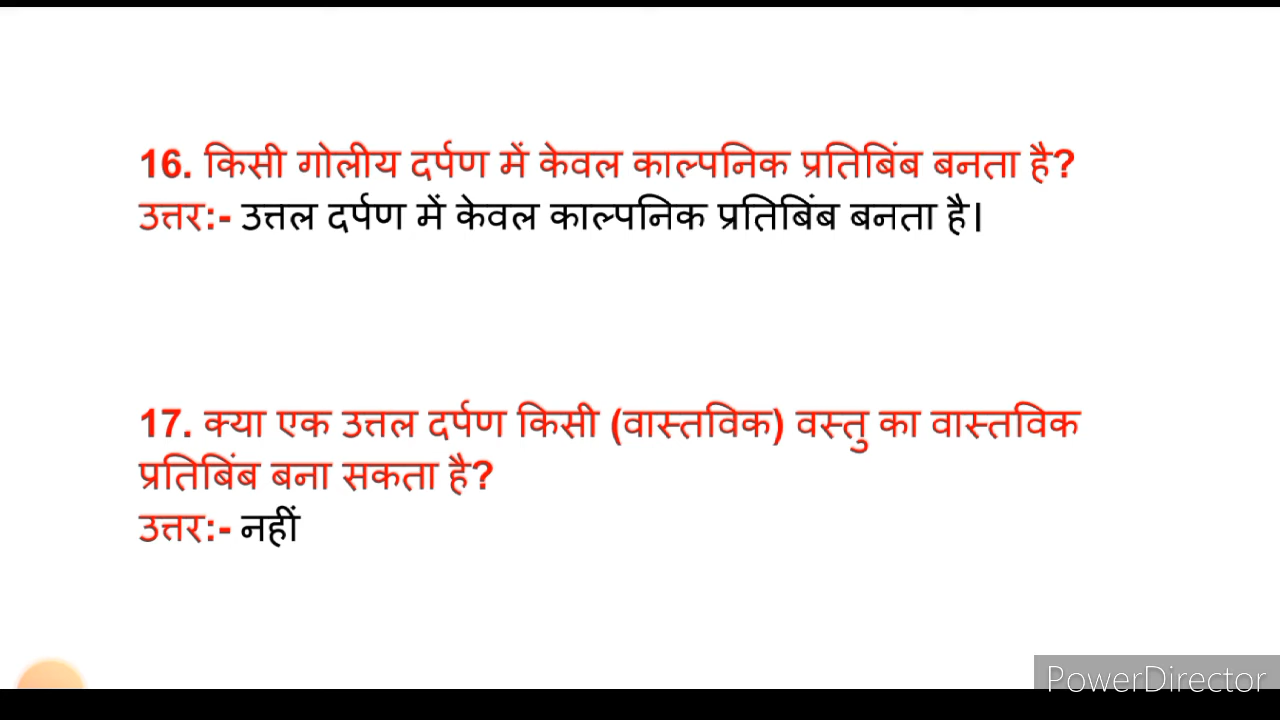 16. किसी गोलीय दर्पण में केवल काल्पनिक प्रतिबिंब बनता है?
उत्तर:- उत्तल दर्पण में केवल काल्पनिक प्रतिबिंब बनता है।
17. क्या एक उत्तल दर्पण किसी (वास्तविक) वस्तु का वास्तविक
प्रतिबिंब बना सकता है?
उत्तर:- नहीं
PowerDirector